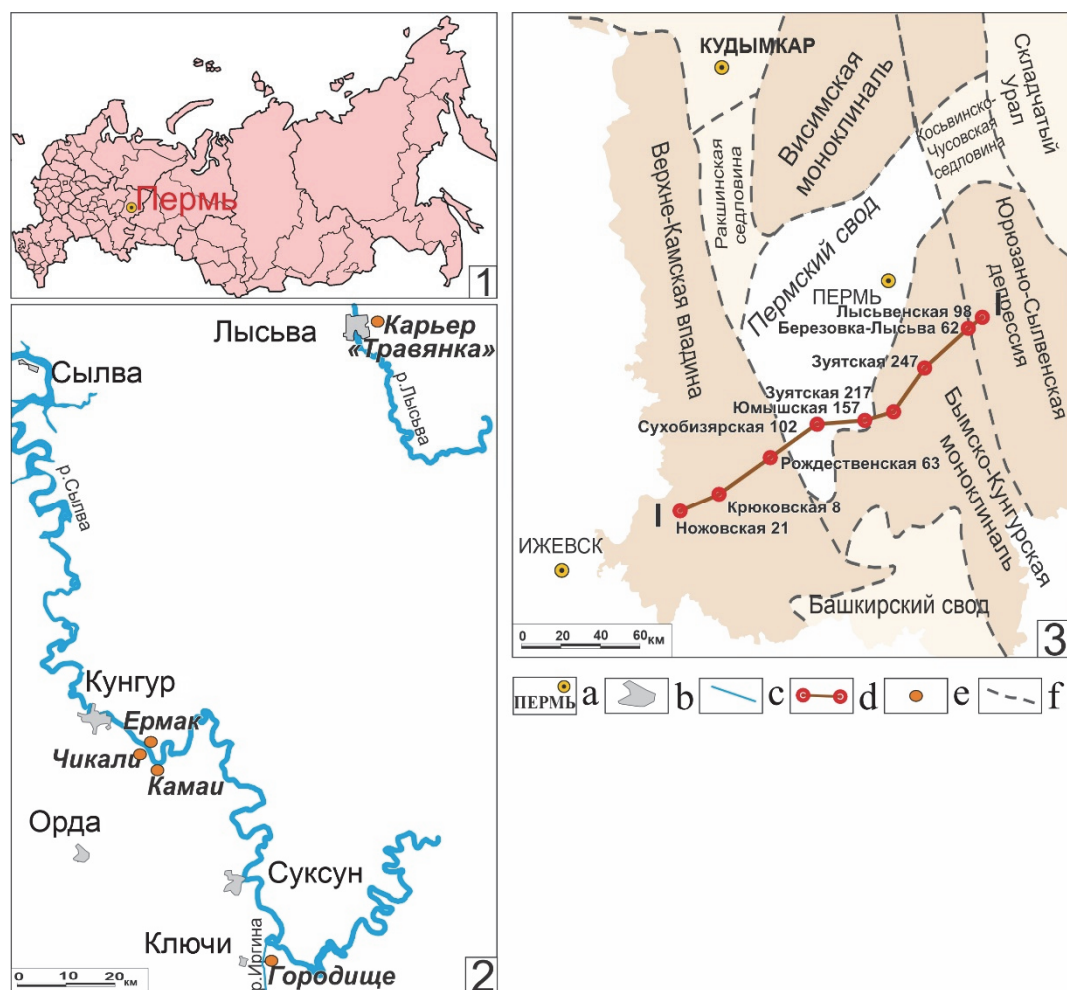 Пермь
1
Лысьва
Карьер
«Травянка»
р.Лысьва
Сылва
р.Сылва
Кунгур
Ермак
Чикали
Камаи
Орда
Суксун
Ключи
р.Иргина
Городище
0 10 20 км
2
КУДЫМКАР
Складчатый
Урал
Висимская
моноклиналь
Косьвинско-
Чусовская
седловина
Ракшинская
седловина
Верхне-Камская впадина
Пермский свод
Юрюзано-Сылвенская
депрессия
ПЕРМЬ
I
Лысьвенская 98
Березовка-Лысьва 62
Зуятская 247
Зуятская 217
Юмышская 157
Сухобизярская 102
Рождественская 63
Крюковская 8
I
Ножовская 21
Бымско-Кунгурская
моноклиналь
ИЖЕВСК
Башкирский свод
0 20 40 60 км
3
ПЕРМЬ a b c d e f